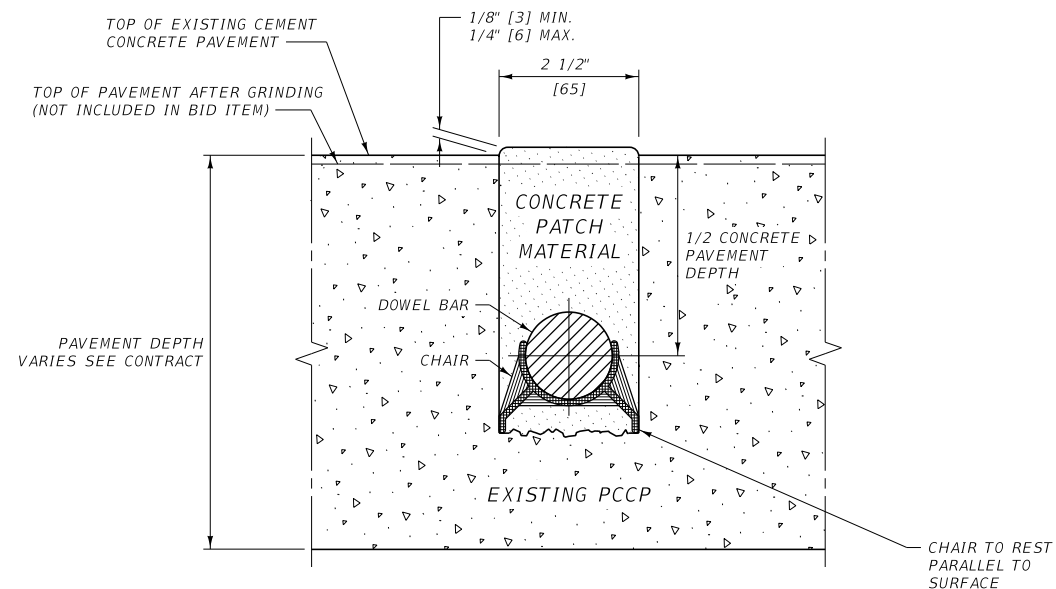 TOP OF EXISTING CEMENT
CONCRETE PAVEMENT
1/8" [3] MIN.
1/4" [6] MAX.
2 1/2"
[65]
TOP OF PAVEMENT AFTER GRINDING
(NOT INCLUDED IN BID ITEM)
CONCRETE
PATCH
MATERIAL
1/2 CONCRETE
PAVEMENT
DEPTH
DOWEL BAR
PAVEMENT DEPTH
VARIES SEE CONTRACT
CHAIR
EXISTING PCCP
CHAIR TO REST
PARALLEL TO
SURFACE